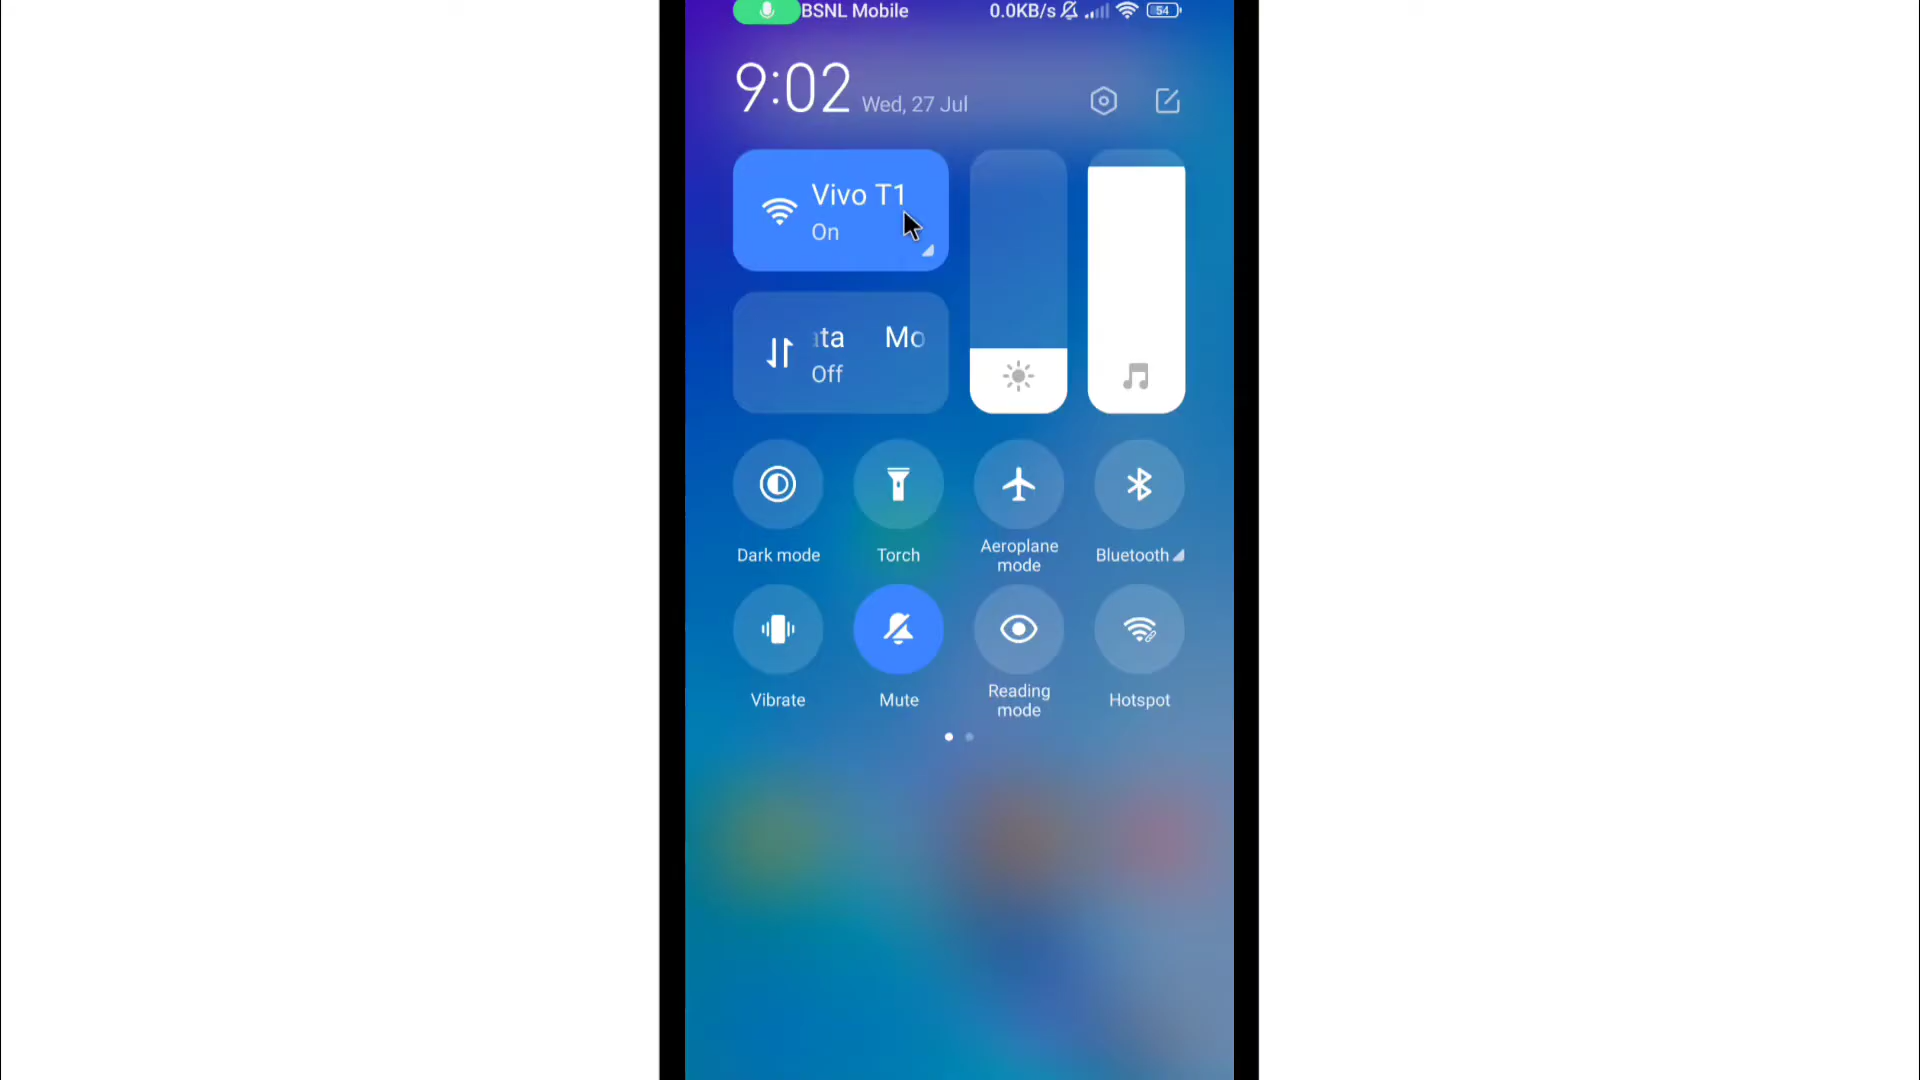 BSNL Mobile 0.0KB/s 54
9:02 Wed, 27 Jul
Vivo T1
On
ata Mo
Off
Dark mode
Torch
Aeroplane
mode
Bluetooth
Vibrate
Mute
Reading
mode
Hotspot